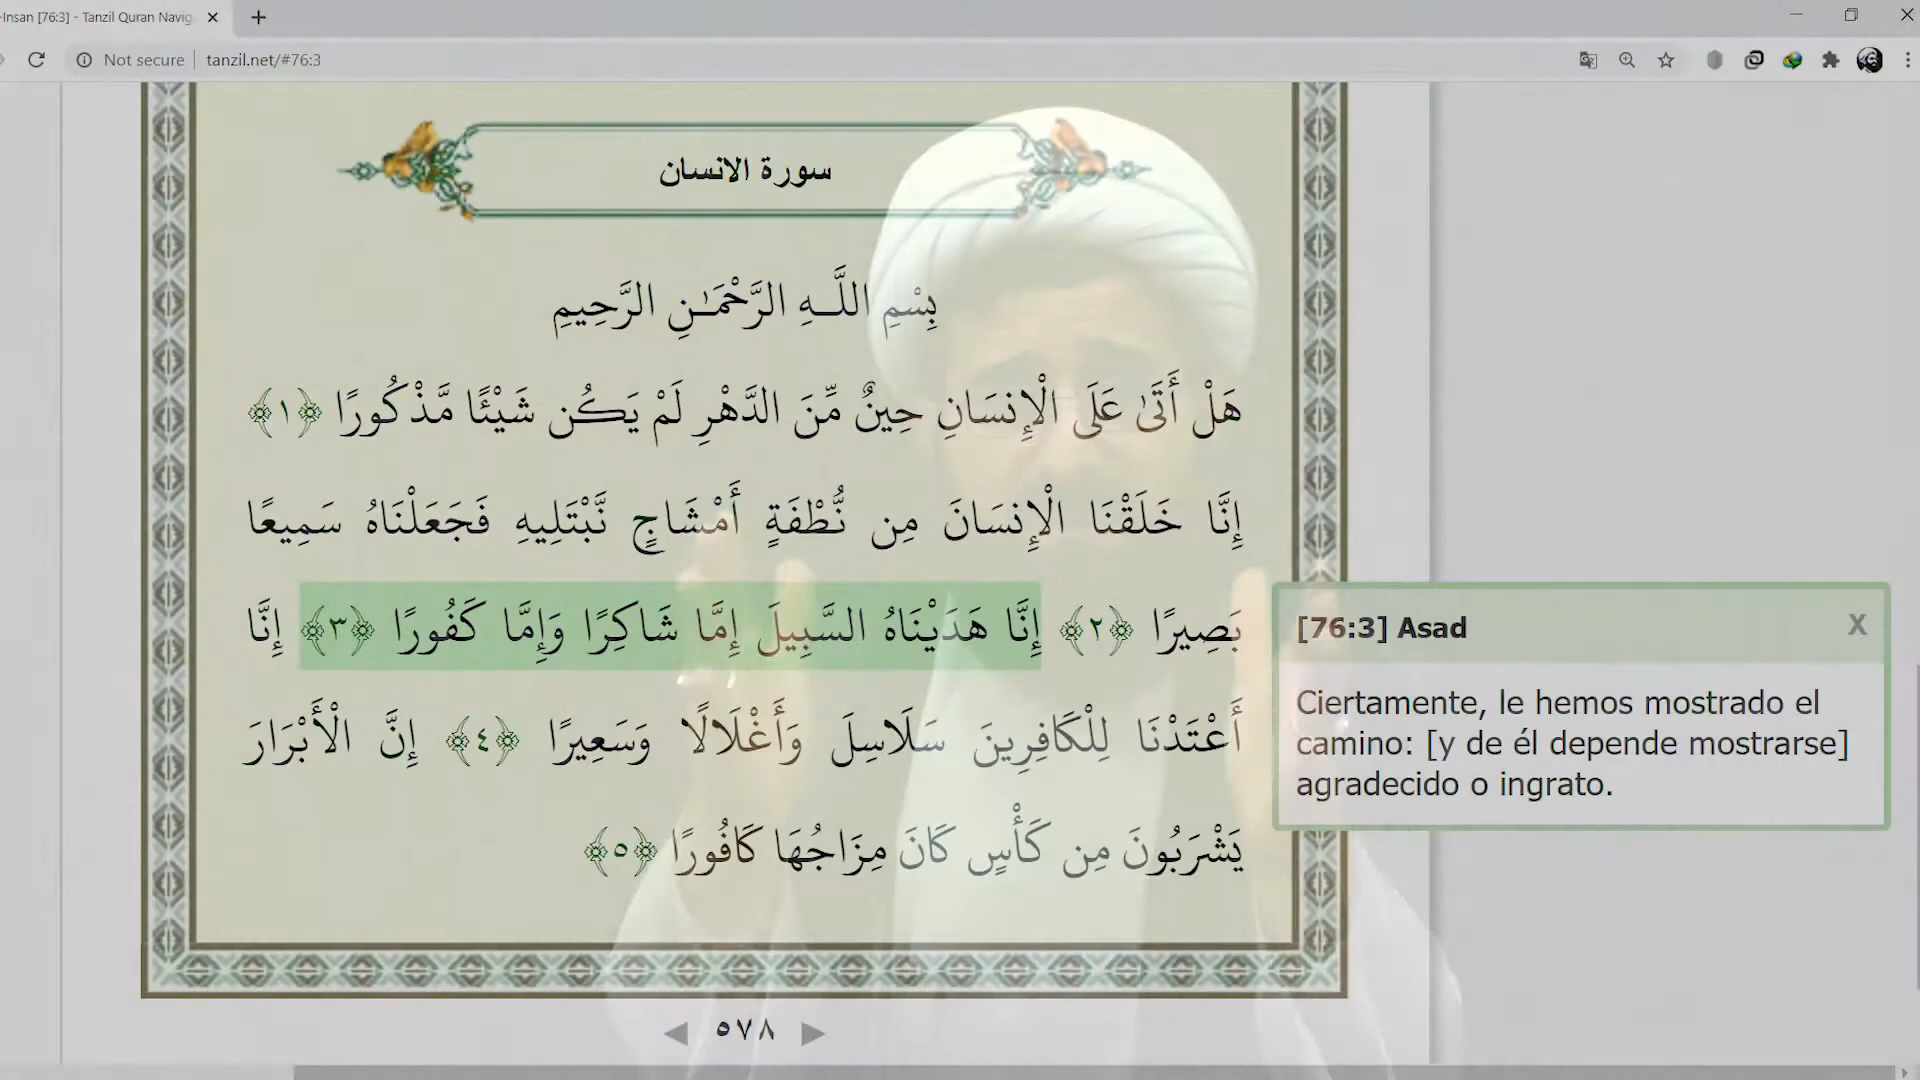 -Insan [76:3] - Tanzil Quran Navig
Not secure
tanzil.net/#76:3
سورة الانسان
بِسْمِ اللَّـهِ الرَّحْمَـٰنِ الرَّحِيمِ
هَلْ أَتَىٰ عَلَى الْإِنسَانِ حِينٌ مِّنَ الدَّهْرِ لَمْ يَكُن شَيْئًا مَّذْكُورًا ﴿١﴾
إِنَّا خَلَقْنَا الْإِنسَانَ مِن نُّطْفَةٍ أَمْشَاجٍ نَّبْتَلِيهِ فَجَعَلْنَاهُ سَمِيعًا
بَصِيرًا ﴿٢﴾ إِنَّا هَدَيْنَاهُ السَّبِيلَ إِمَّا شَاكِرًا وَإِمَّا كَفُورًا ﴿٣﴾ إِنَّا
أَعْتَدْنَا لِلْكَافِرِينَ سَلَاسِلَ وَأَغْلَالًا وَسَعِيرًا ﴿٤﴾ إِنَّ الْأَبْرَارَ
يَشْرَبُونَ مِن كَأْسٍ كَانَ مِزَاجُهَا كَافُورًا ﴿٥﴾
[76:3] Asad
X
Ciertamente, le hemos mostrado el
camino: [y de él depende mostrarse]
agradecido o ingrato.
٥٧٨